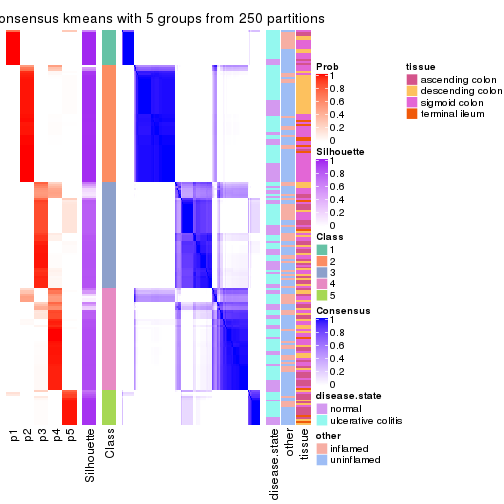 onsensus kmeans with 5 groups from 250 partitions
Prob
1
0.8
0.6
0.4
0.2
0
Silhouette
1
0.8
0.6
0.4
0.2
0
Class
1
2
3
4
5
Consensus
1
0.8
0.6
0.4
0.2
0
disease.state
normal
ulcerative colitis
other
inflamed
uninflamed
tissue
ascending colon
descending colon
sigmoid colon
terminal ileum
p1
p2
p3
p4
p5
Silhouette
Class
disease.state
other
tissue